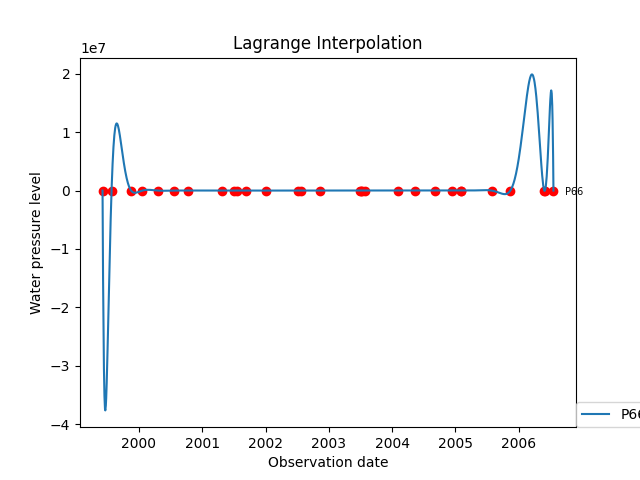 Lagrange Interpolation
1e7
2
1
0
−1
−2
−3
−4
Water pressure level
P66
P66
2000 2001 2002 2003 2004 2005 2006
Observation date